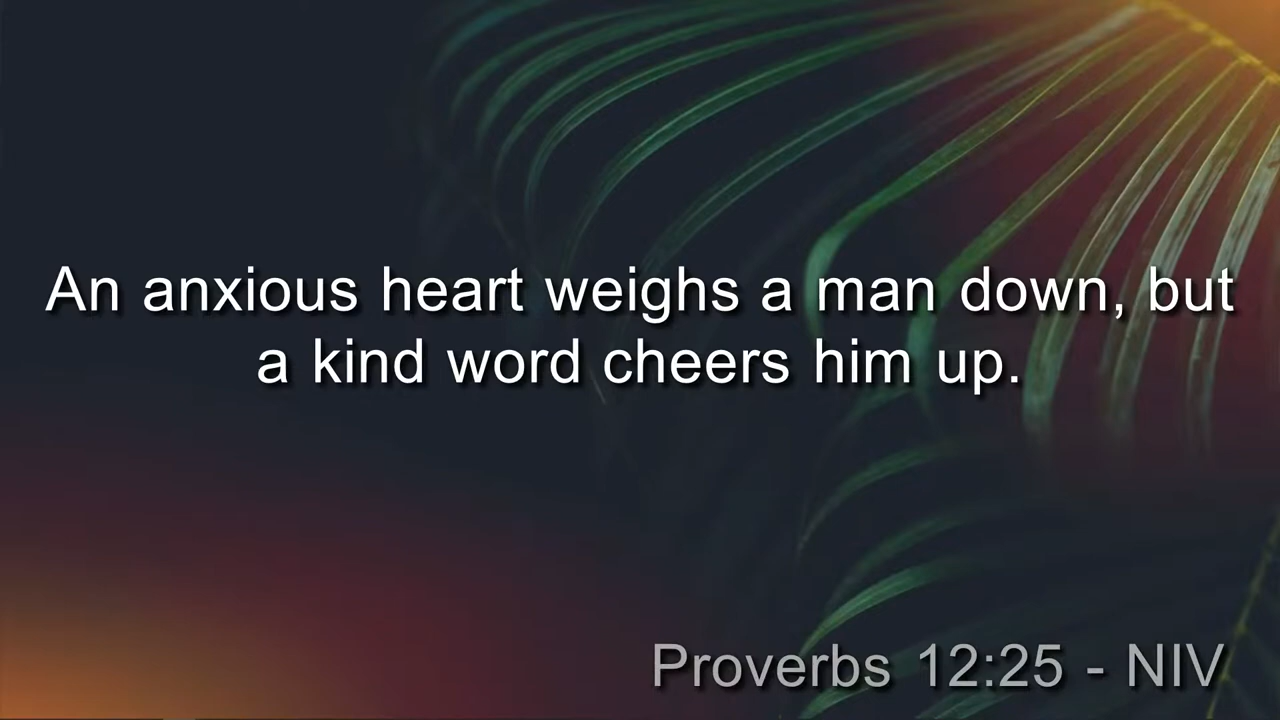 An anxious heart weighs a man down, but
a kind word cheers him up.
Proverbs 12:25 - NIV